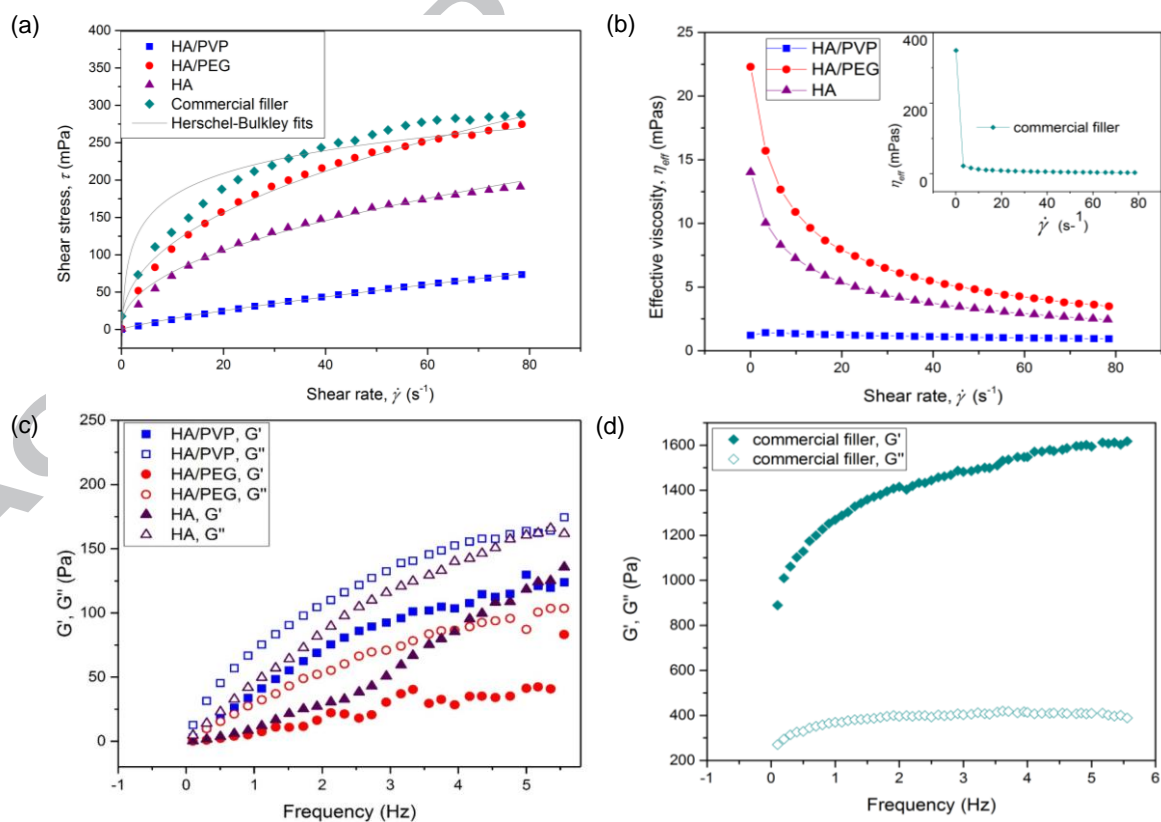 (a)
400
350
300
250
200
150
100
50
0
Shear stress, τ (mPa)
HA/PVP
HA/PEG
HA
Commercial filler
Herschel-Bulkley fits
0 20 40 60 80
Shear rate, γ̇ (s⁻¹)
(b)
25
20
15
10
5
0
Effective viscosity, ηeff (mPas)
HA/PVP
HA/PEG
HA
400
200
0
ηeff (mPas)
commercial filler
0 20 40 60 80
γ̇ (s-1)
0 20 40 60 80
Shear rate, γ̇ (s⁻¹)
(c)
250
200
150
100
50
0
G', G'' (Pa)
HA/PVP, G'
HA/PVP, G''
HA/PEG, G'
HA/PEG, G''
HA, G'
HA, G''
-1 0 1 2 3 4 5
Frequency (Hz)
(d)
1600
1400
1200
1000
800
600
400
200
G', G" (Pa)
commercial filler, G'
commercial filler, G''
-1 0 1 2 3 4 5 6
Frequency (Hz)